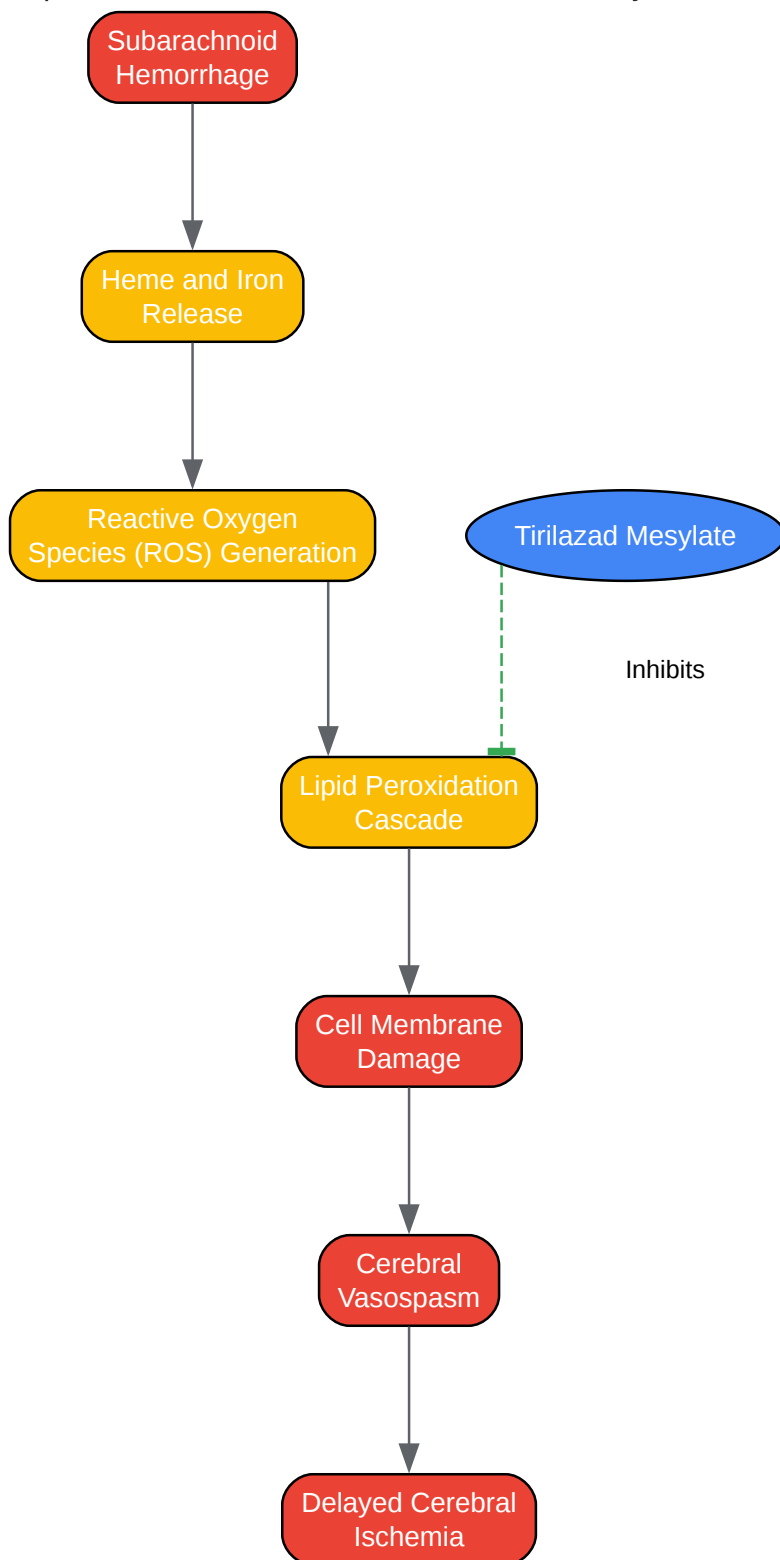 Subarachnoid
Hemorrhage
Heme and Iron
Release
Reactive Oxygen
Species (ROS) Generation
Tirilazad Mesylate
Inhibits
Lipid Peroxidation
Cascade
Cell Membrane
Damage
Cerebral
Vasospasm
Delayed Cerebral
Ischemia